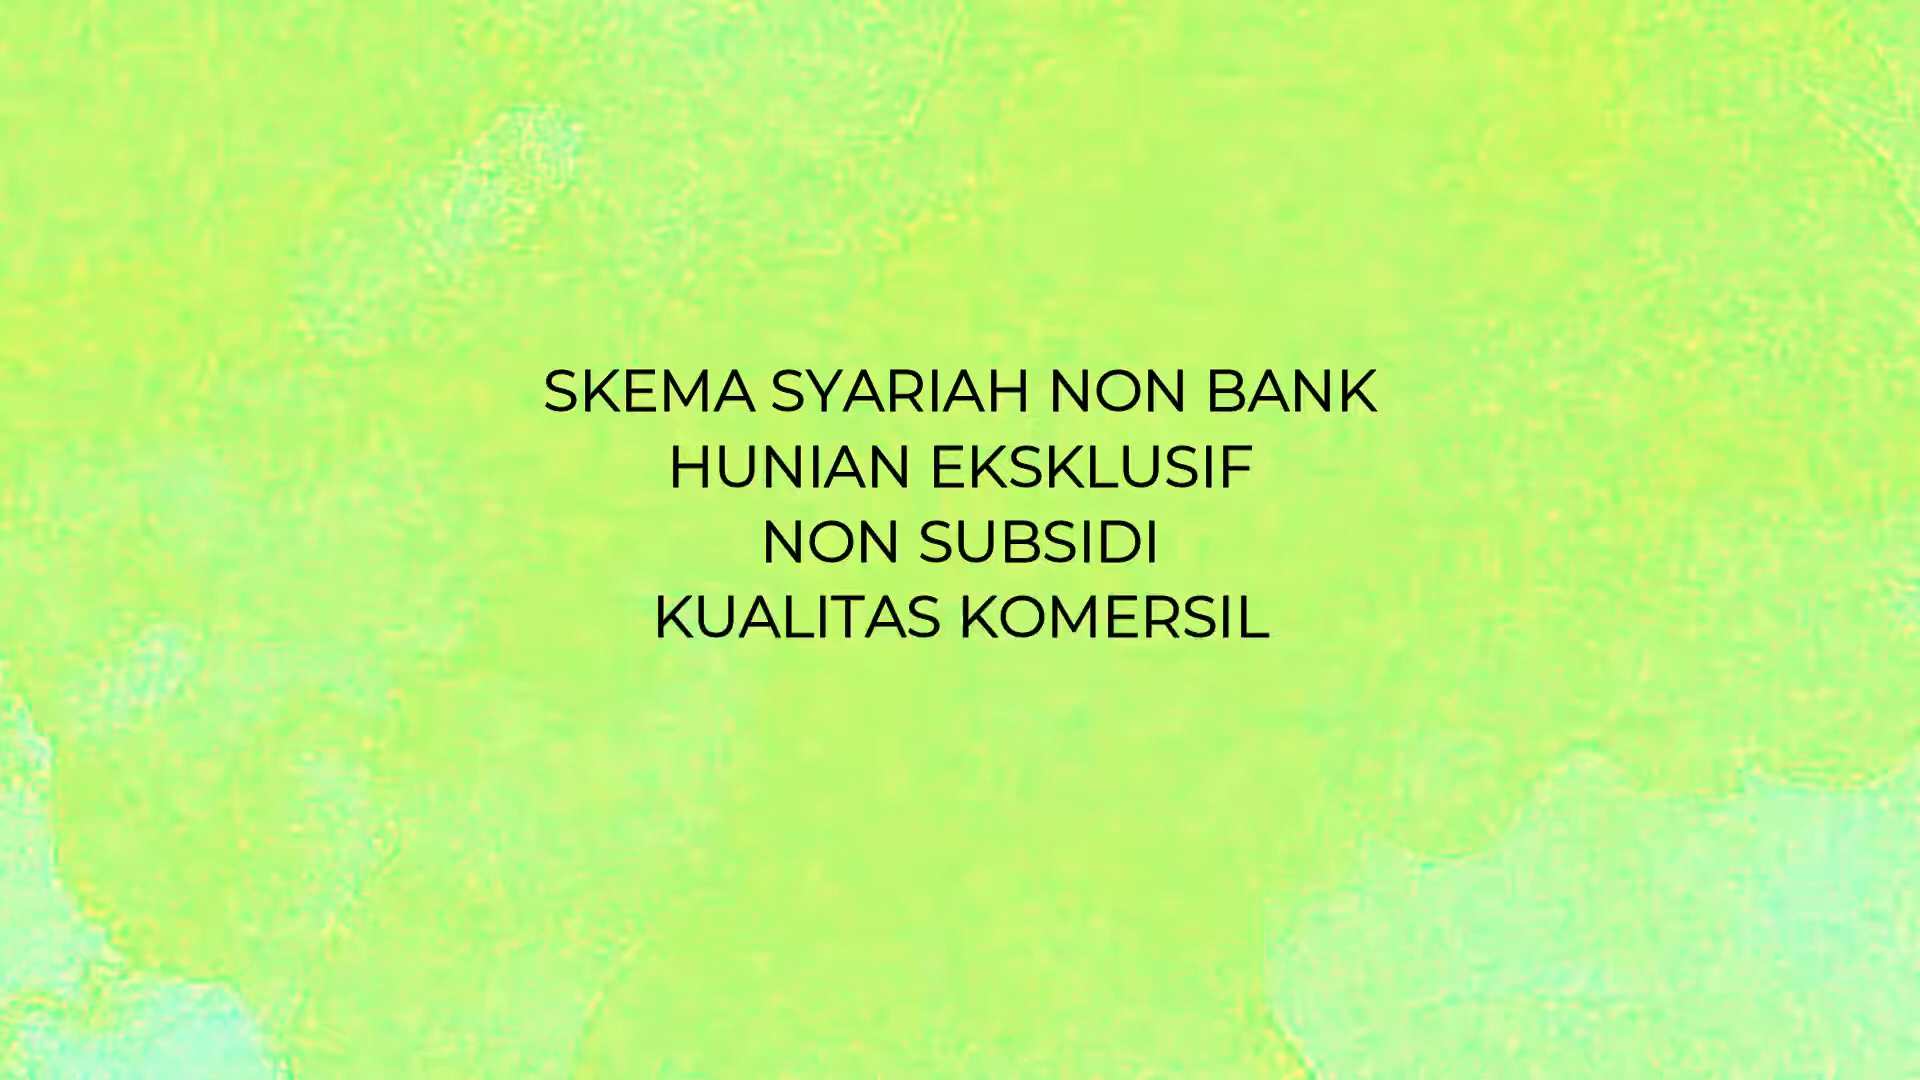 SKEMA SYARIAH NON BANK
HUNIAN EKSKLUSIF
NON SUBSIDI
KUALITAS KOMERSIL